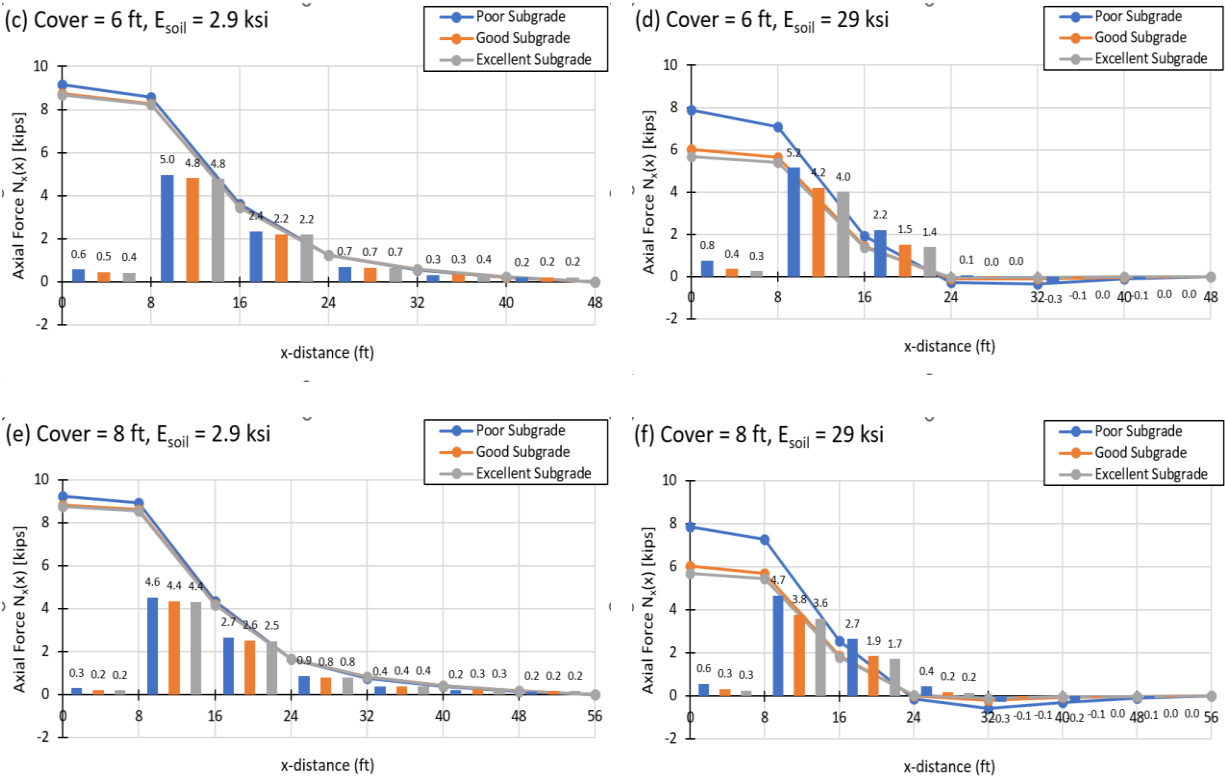 (c) Cover = 6 ft, E_soil = 2.9 ksi
Poor Subgrade
Good Subgrade
Excellent Subgrade
Axial Force N_x(x) [kips]
10
8
6
4
2
0
-2
0.6 0.5 0.4 5.0 4.8 4.8 2.4 2.2 2.2 0.7 0.7 0.7 0.3 0.3 0.4 0.2 0.2 0.2
0 8 16 24 32 40 48
x-distance (ft)
(d) Cover = 6 ft, E_soil = 29 ksi
Poor Subgrade
Good Subgrade
Excellent Subgrade
Axial Force N_x(x) [kips]
10
8
6
4
2
0
-2
0.8 0.4 0.3 5.2 4.2 4.0 2.2 1.5 1.4 0.1 0.0 0.0 -0.3 -0.1 0.0 -0.1 0.0 0.0
0 8 16 24 32 40 48
x-distance (ft)
(e) Cover = 8 ft, E_soil = 2.9 ksi
Poor Subgrade
Good Subgrade
Excellent Subgrade
Axial Force N_x(x) [kips]
10
8
6
4
2
0
-2
0.3 0.2 0.2 4.6 4.4 4.4 2.7 2.6 2.5 0.9 0.8 0.8 0.4 0.4 0.4 0.2 0.3 0.3 0.2 0.2 0.2
0 8 16 24 32 40 48 56
x-distance (ft)
(f) Cover = 8 ft, E_soil = 29 ksi
Poor Subgrade
Good Subgrade
Excellent Subgrade
Axial Force N_x(x) [kips]
10
8
6
4
2
0
-2
0.6 0.3 0.3 4.7 3.8 3.6 2.7 1.9 1.7 0.4 0.2 0.2 -0.3 -0.1 -0.1 -0.2 -0.1 0.0 -0.1 0.0 0.0
0 8 16 24 32 40 48 56
x-distance (ft)